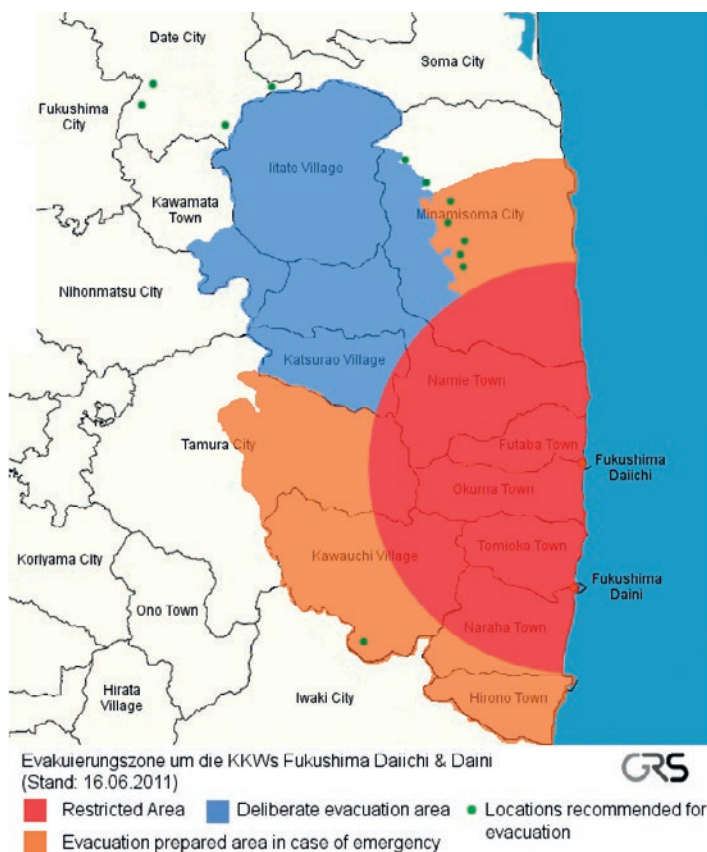 Date City
Soma City
Fukushima
City
Iitate Village
Kawamata
Town
Minamisoma City
Nihonmatsu City
Katsurao Village
Namie Town
Tamura City
Futaba Town
Fukushima
Daiichi
Okuma Town
Koriyama City
Kawauchi Village
Tomioka Town
Fukushima
Daini
Ono Town
Naraha Town
Hirata
Village
Iwaki City
Hirono Town
Evakuierungszone um die KKWs Fukushima Daiichi & Daini
(Stand: 16.06.2011)
GRS
Restricted Area
Deliberate evacuation area
Locations recommended for
evacuation
Evacuation prepared area in case of emergency